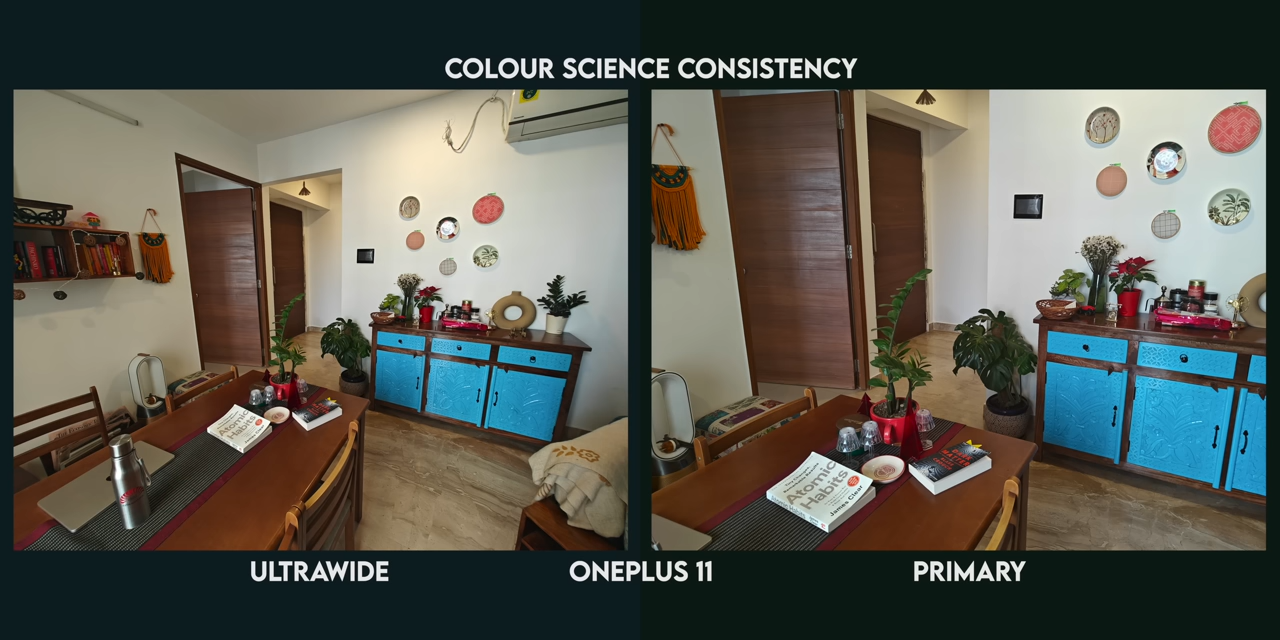 COLOUR SCIENCE CONSISTENCY
Atomic
Habits
Atomic
Habits
James Clear
ULTRAWIDE
ONEPLUS 11
PRIMARY